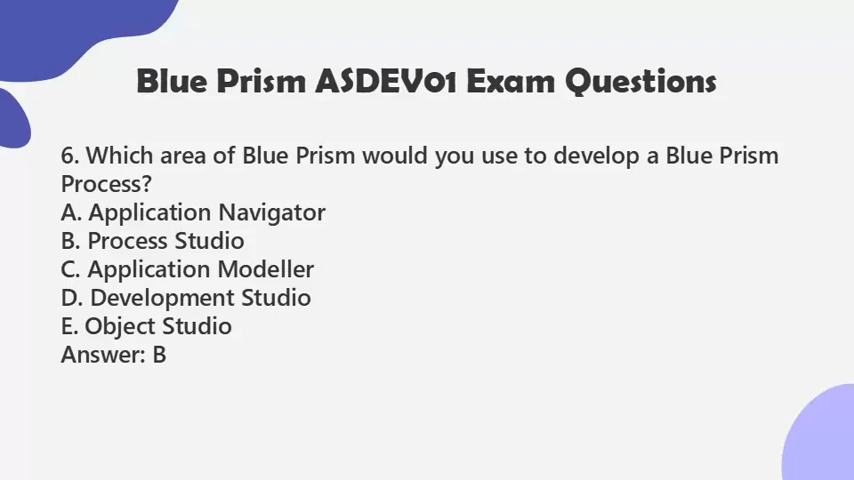 Blue Prism ASDEV01 Exam Questions
6. Which area of Blue Prism would you use to develop a Blue Prism
Process?
A. Application Navigator
B. Process Studio
C. Application Modeller
D. Development Studio
E. Object Studio
Answer: B